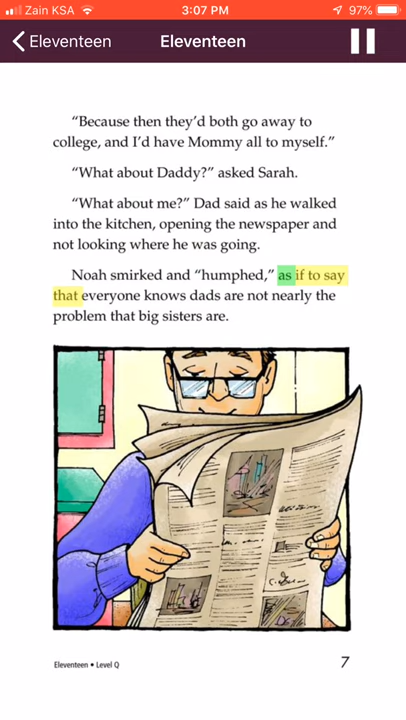 Zain KSA 3:07 PM 97%
Eleventeen Eleventeen
“Because then they’d both go away to
college, and I’d have Mommy all to myself.”
“What about Daddy?” asked Sarah.
“What about me?” Dad said as he walked
into the kitchen, opening the newspaper and
not looking where he was going.
Noah smirked and “humphed,” as if to say
that everyone knows dads are not nearly the
problem that big sisters are.
Eleventeen • Level Q 7